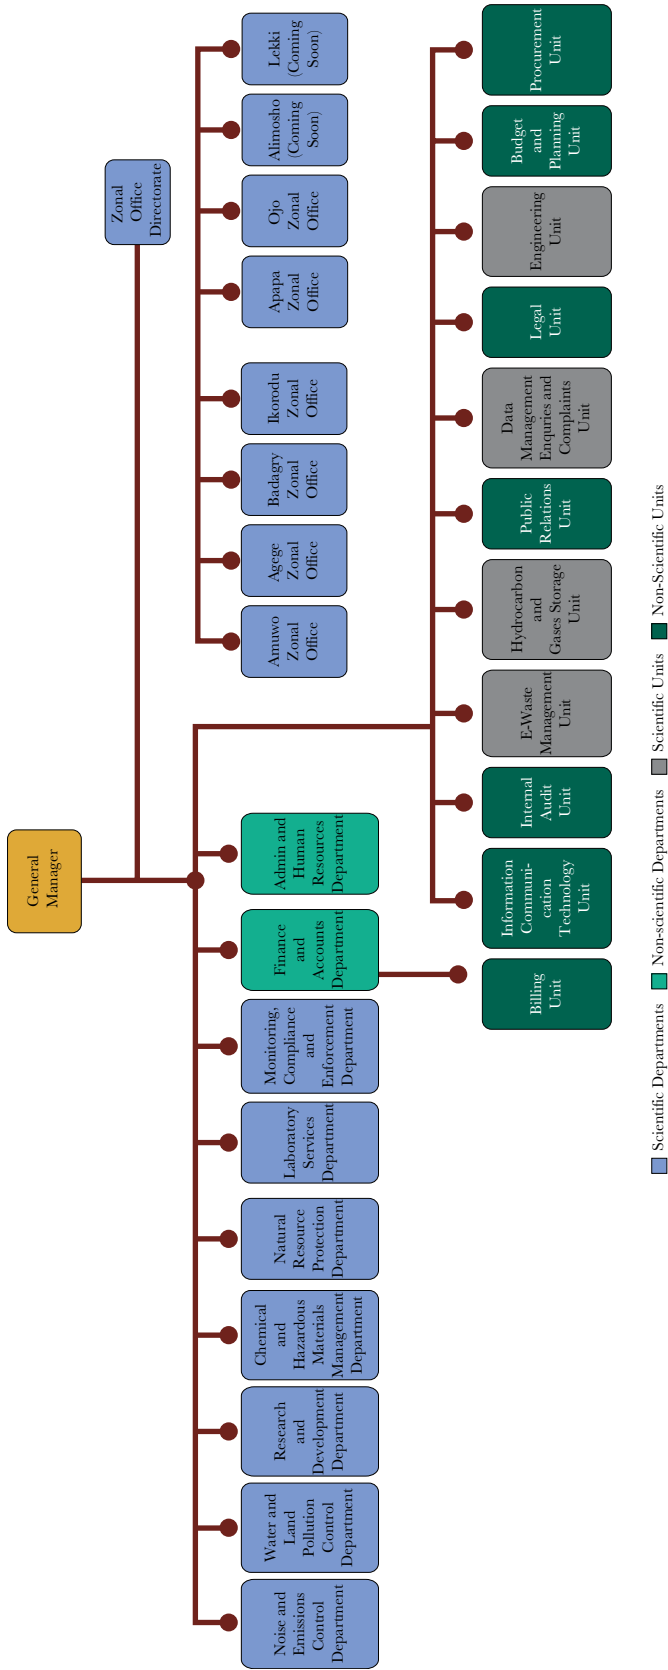 General
Manager
Zonal
Office
Directorate
Noise and
Emissions
Control
Department
Water and
Land
Pollution
Control
Department
Research
and
Development
Department
Chemical
and
Hazardous
Materials
Management
Department
Natural
Resource
Protection
Department
Laboratory
Services
Department
Monitoring,
Compliance
and
Enforcement
Department
Finance
and
Accounts
Department
Admin and
Human
Resources
Department
Amuwo
Zonal
Office
Agege
Zonal
Office
Badagry
Zonal
Office
Ikorodu
Zonal
Office
Apapa
Zonal
Office
Ojo
Zonal
Office
Alimosho
(Coming
Soon)
Lekki
(Coming
Soon)
Billing
Unit
Information
Communi-
cation
Technology
Unit
Internal
Audit
Unit
E-Waste
Management
Unit
Hydrocarbon
and
Gases Storage
Unit
Public
Relations
Unit
Data
Management
Enquries and
Complaints
Unit
Legal
Unit
Engineering
Unit
Budget
and
Planning
Unit
Procurement
Unit
Scientific Departments
Non-scientific Departments
Scientific Units
Non-Scientific Units